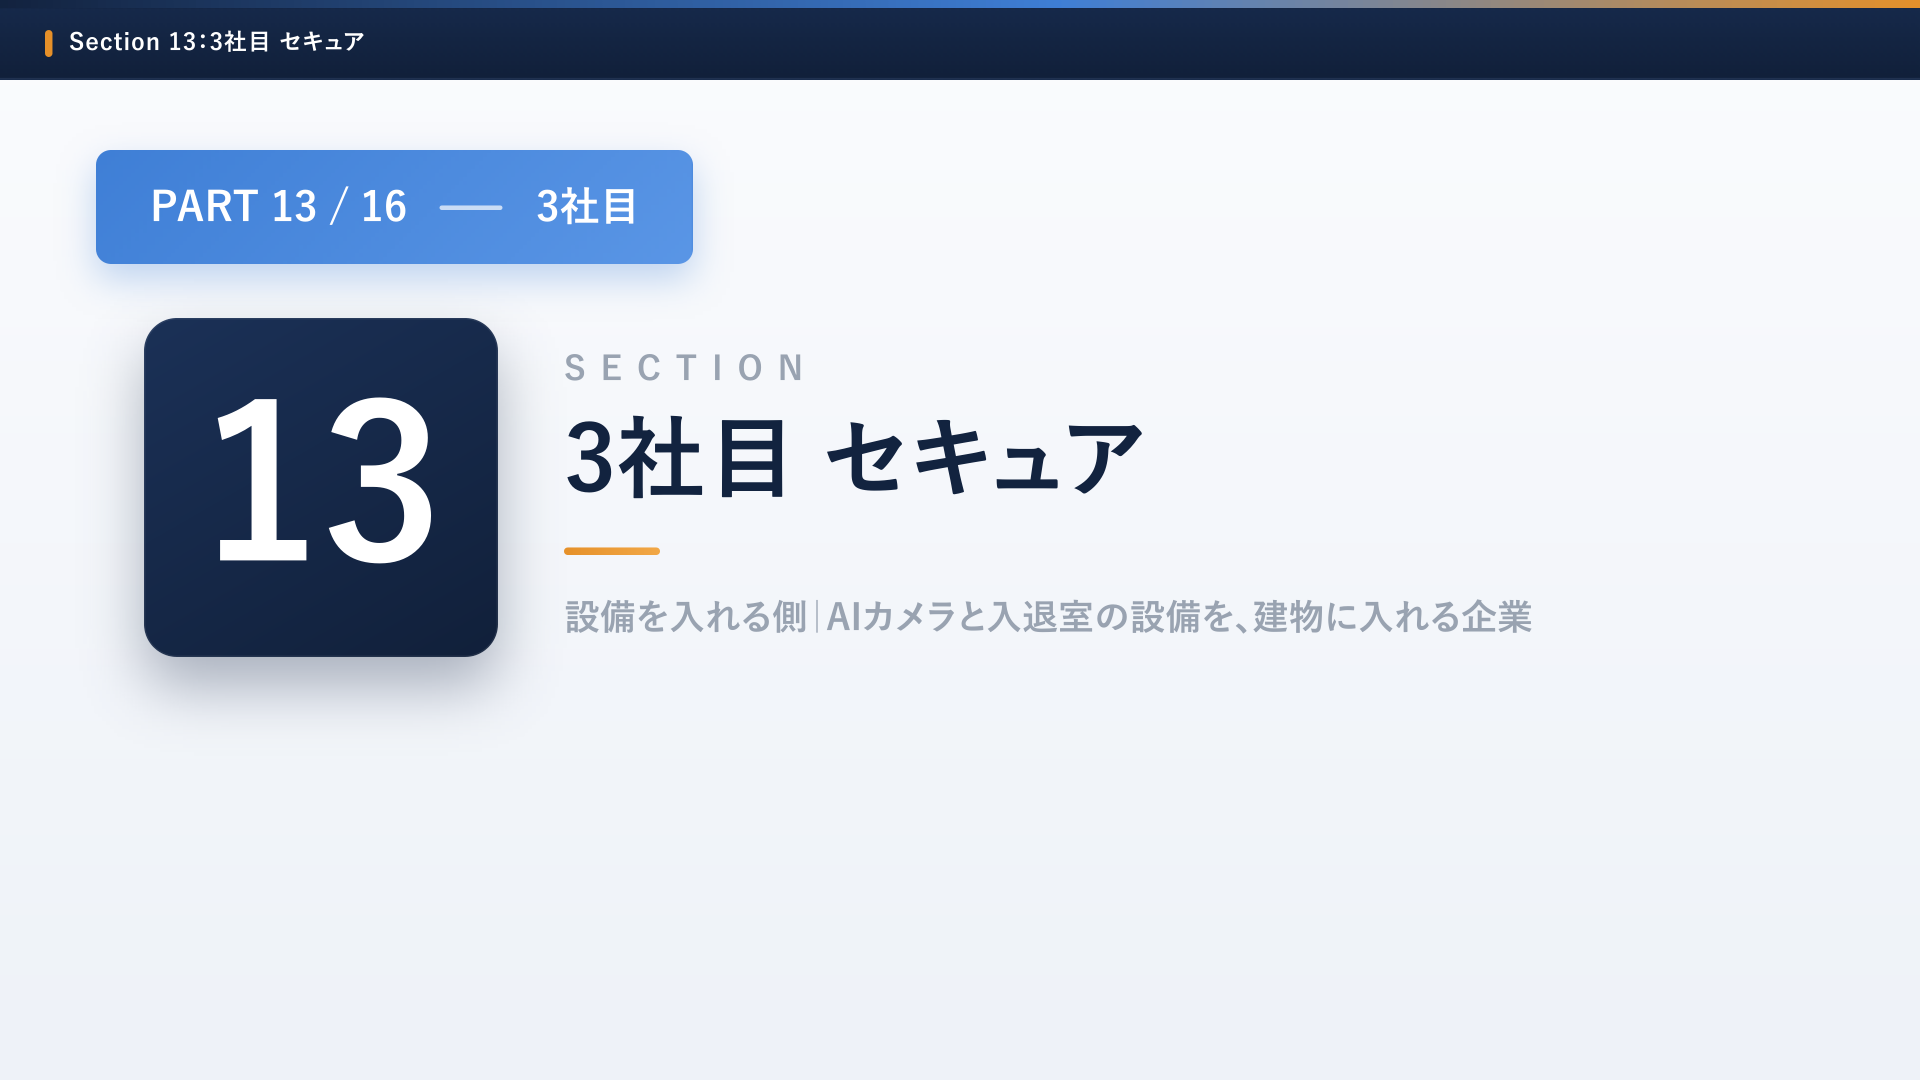 Section 13：3社目 セキュア
PART 13 / 16 — 3社目
13
SECTION
3社目 セキュア
設備を入れる側｜AIカメラと入退室の設備を、建物に入れる企業